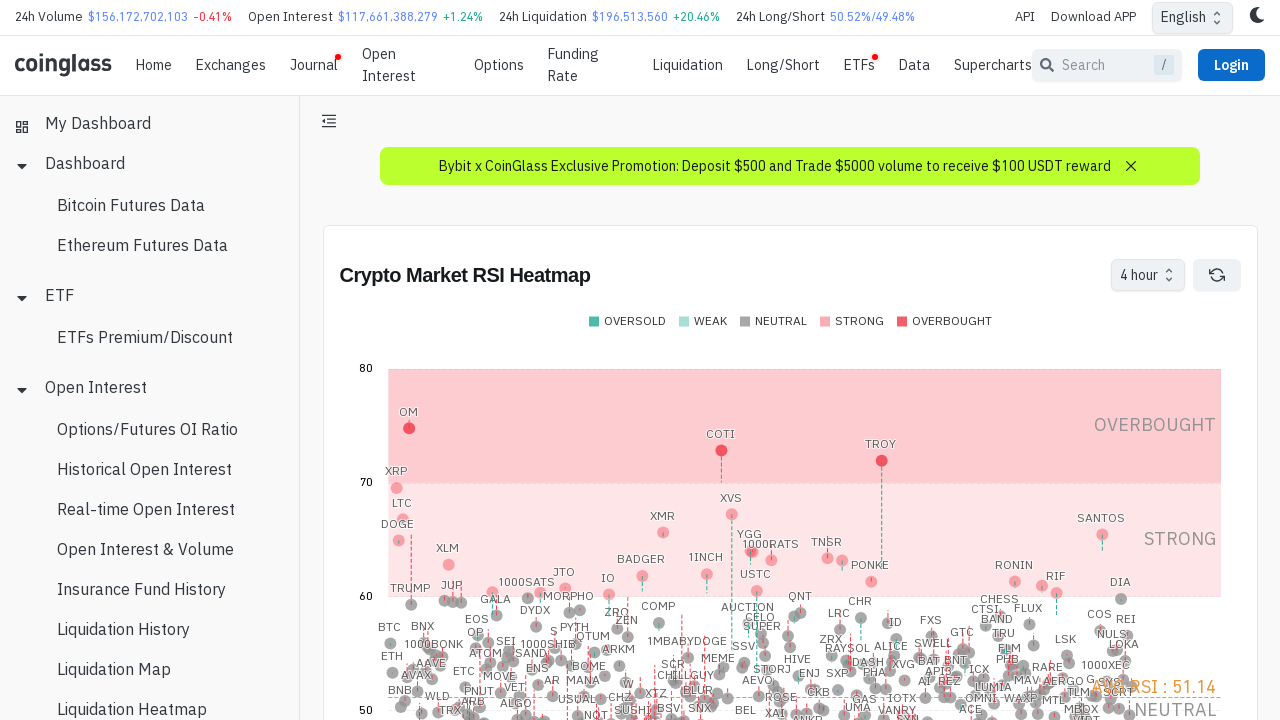 24h Volume $156,172,702,103 -0.41% Open Interest $117,661,388,279 +1.24% 24h Liquidation $196,513,560 +20.46% 24h Long/Short 50.52%/49.48% API Download APP English
coinglass Home Exchanges Journal Open Interest Options Funding Rate Liquidation Long/Short ETFs Data Supercharts Search / Login
My Dashboard
Dashboard
Bitcoin Futures Data
Ethereum Futures Data
ETF
ETFs Premium/Discount
Open Interest
Options/Futures OI Ratio
Historical Open Interest
Real-time Open Interest
Open Interest & Volume
Insurance Fund History
Liquidation History
Liquidation Map
Liquidation Heatmap
Bybit x CoinGlass Exclusive Promotion: Deposit $500 and Trade $5000 volume to receive $100 USDT reward
Crypto Market RSI Heatmap
4 hour
OVERSOLD WEAK NEUTRAL STRONG OVERBOUGHT
80
OM
OVERBOUGHT
COTI
TROY
XRP
70
XVS
LTC
DOGE
XMR
SANTOS
YGG
STRONG
1000RATS
TNSR
XLM
BADGER
1INCH
PONKE
RONIN
JTO
USTC
IO
RIF
1000SATS
DIA
TRUMP
JUP
60
MORPHO
QNT
GALA
CHR
CHESS
COMP
AUCTION
DYDX
ZRO
CTSI
FLUX
LRC
COS
CELO
EOS
ZEN
ID
FXS
BAND
REI
BTC
BNX
PYTH
SUPER
OP
S
GTC
TRU
NULS
QTUM
ZRX
LSK
SEI
1000BONK
1000SHIB
1MBABYDOGE
SWELL
LOKA
ARKM
SSV
RAYSOL
ALICE
ETH
ATOM
SAND
MEME
HIVE
DASH
BAT
BNT
PHB
AAVE
SCR
XVG
1000XEC
ENS
BOME
STORJ
ICX
RARE
ETC
AVAX
MOVE
CHILLGUY
ENJ
SXP
PHA
API3
AR
MANA
W
AEVO
AI
BEZ
MAV
AERGO
VET
LUMIA
BNB
PNUT
XTZ
BLUR
CKB
AVG RSI : 51.14
WLD
USUAL
CHZ
ROSE
GAS
IOTX
OMNI
WAXP
MTL
TLM
ARB
ALGO
BSV
SNX
UMA
TRX
SUSHI
BEL
VANRY
ACE
NEUTRAL
50
NOT
XAI